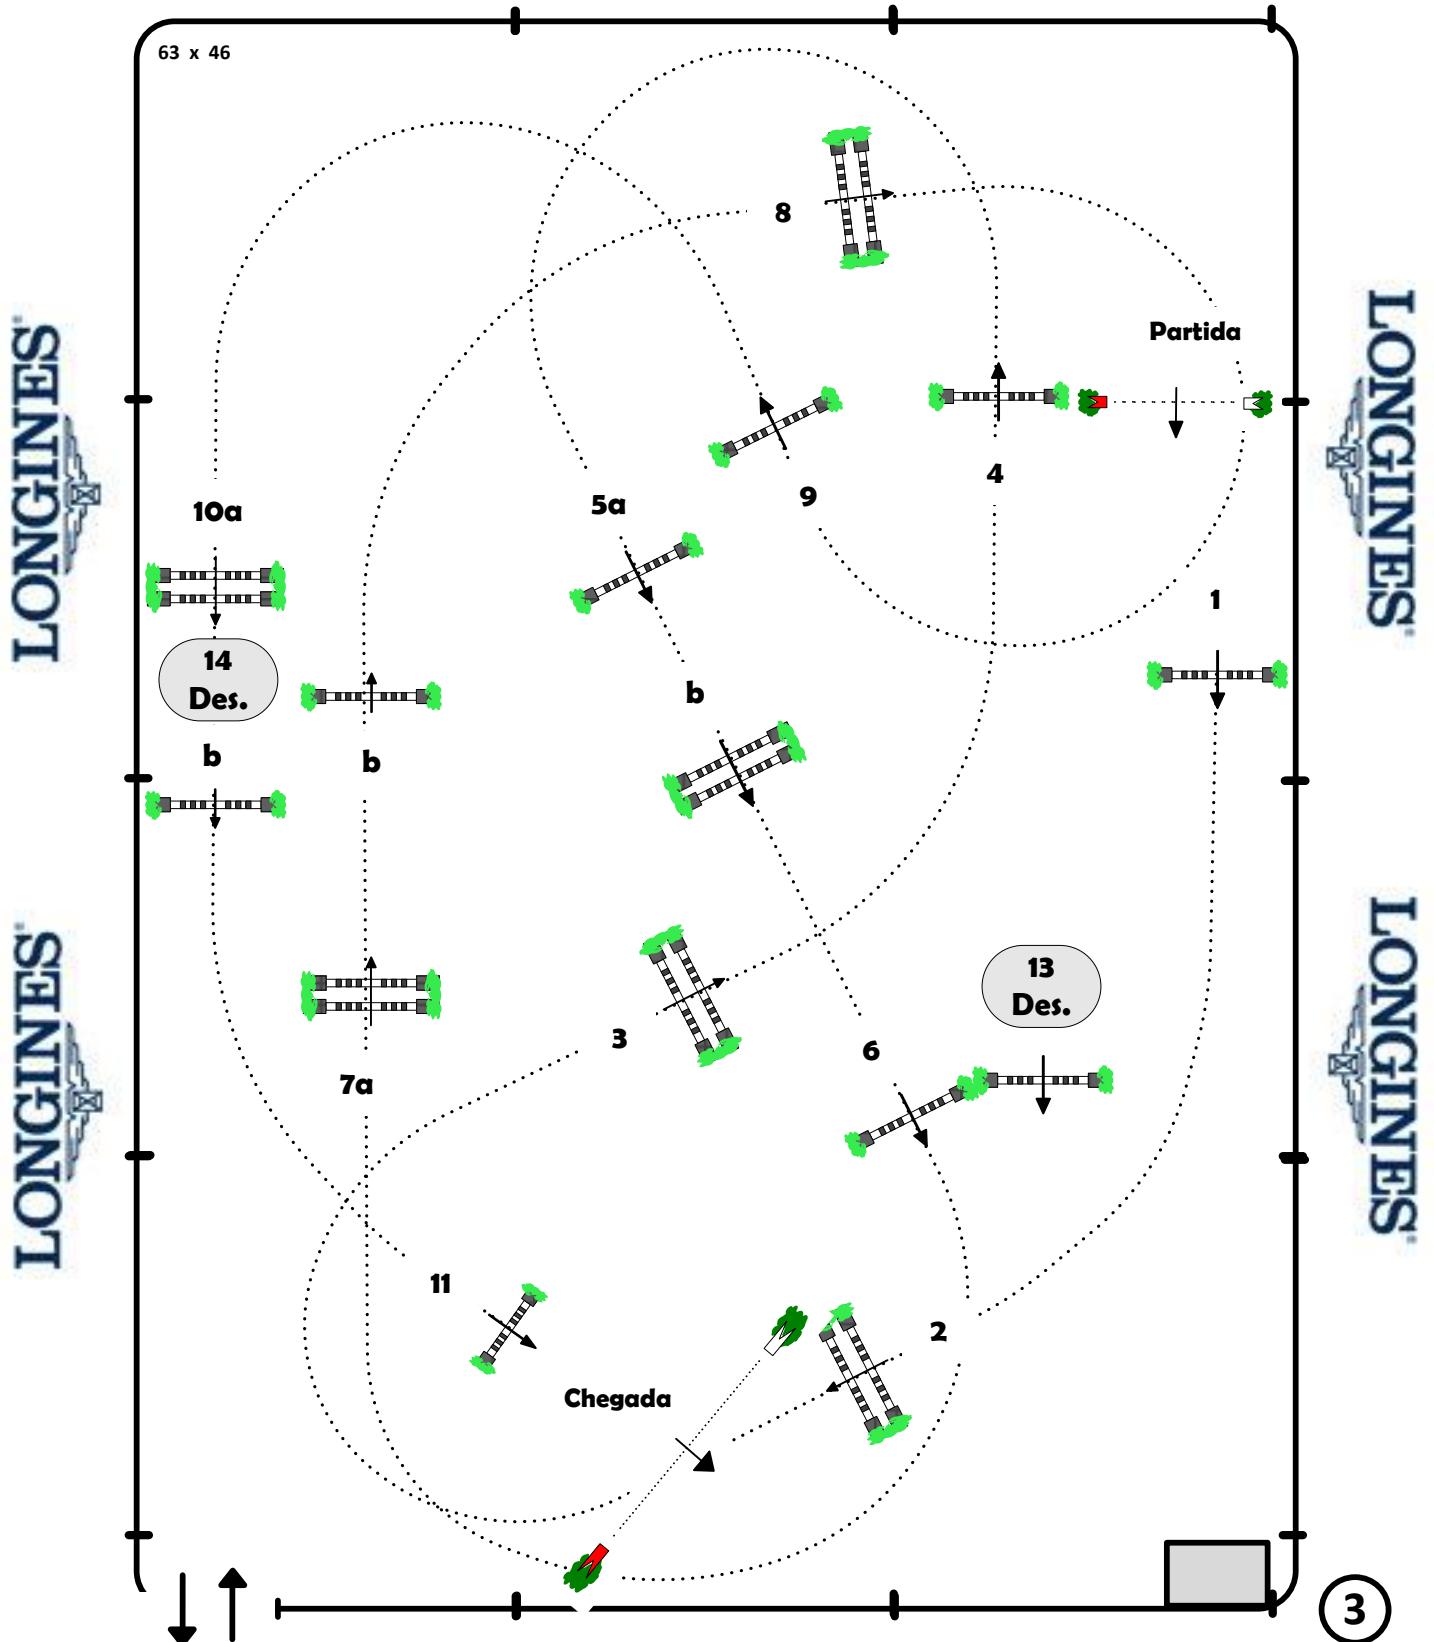 63 x 46
8
Partida
LONGINES
LONGINES
10a
5a
9
4
1
14
Des.
b
b
b
13
Des.
3
6
7a
LONGINES
LONGINES
11
2
Chegada
3